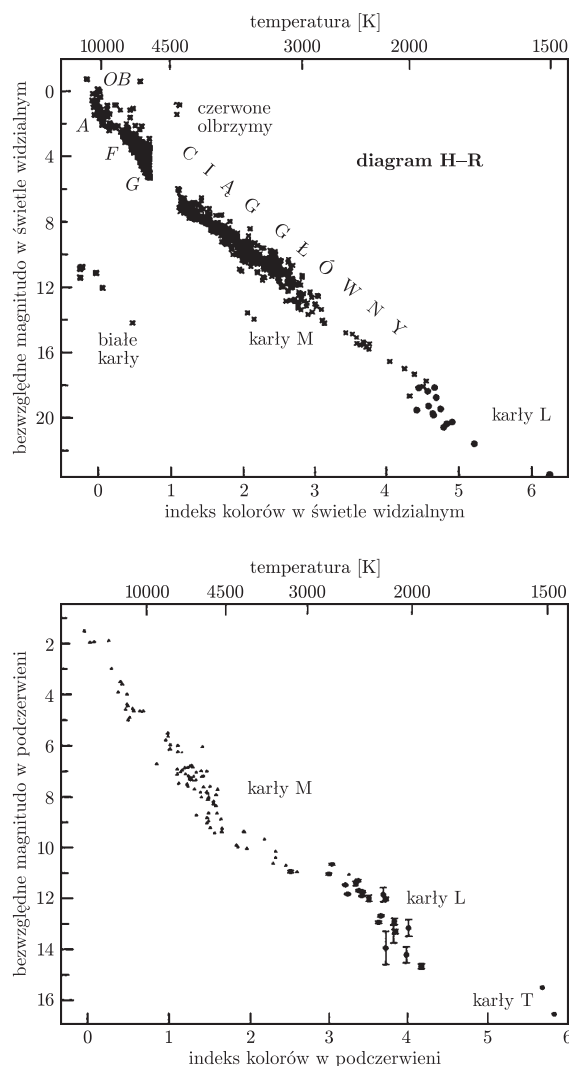 temperatura [K]
10000 4500 3000 2000 1500
bezwzględne magnitudo w świetle widzialnym
0
4
8
12
16
20
OB
A
F
G
czerwone
olbrzymy
diagram H–R
CIĄG GŁÓWNY
białe
karły
karły M
karły L
0 1 2 3 4 5 6
indeks kolorów w świetle widzialnym
temperatura [K]
10000 4500 3000 2000 1500
bezwzględne magnitudo w podczerwieni
2
4
6
8
10
12
14
16
karły M
karły L
karły T
0 1 2 3 4 5 6
indeks kolorów w podczerwieni